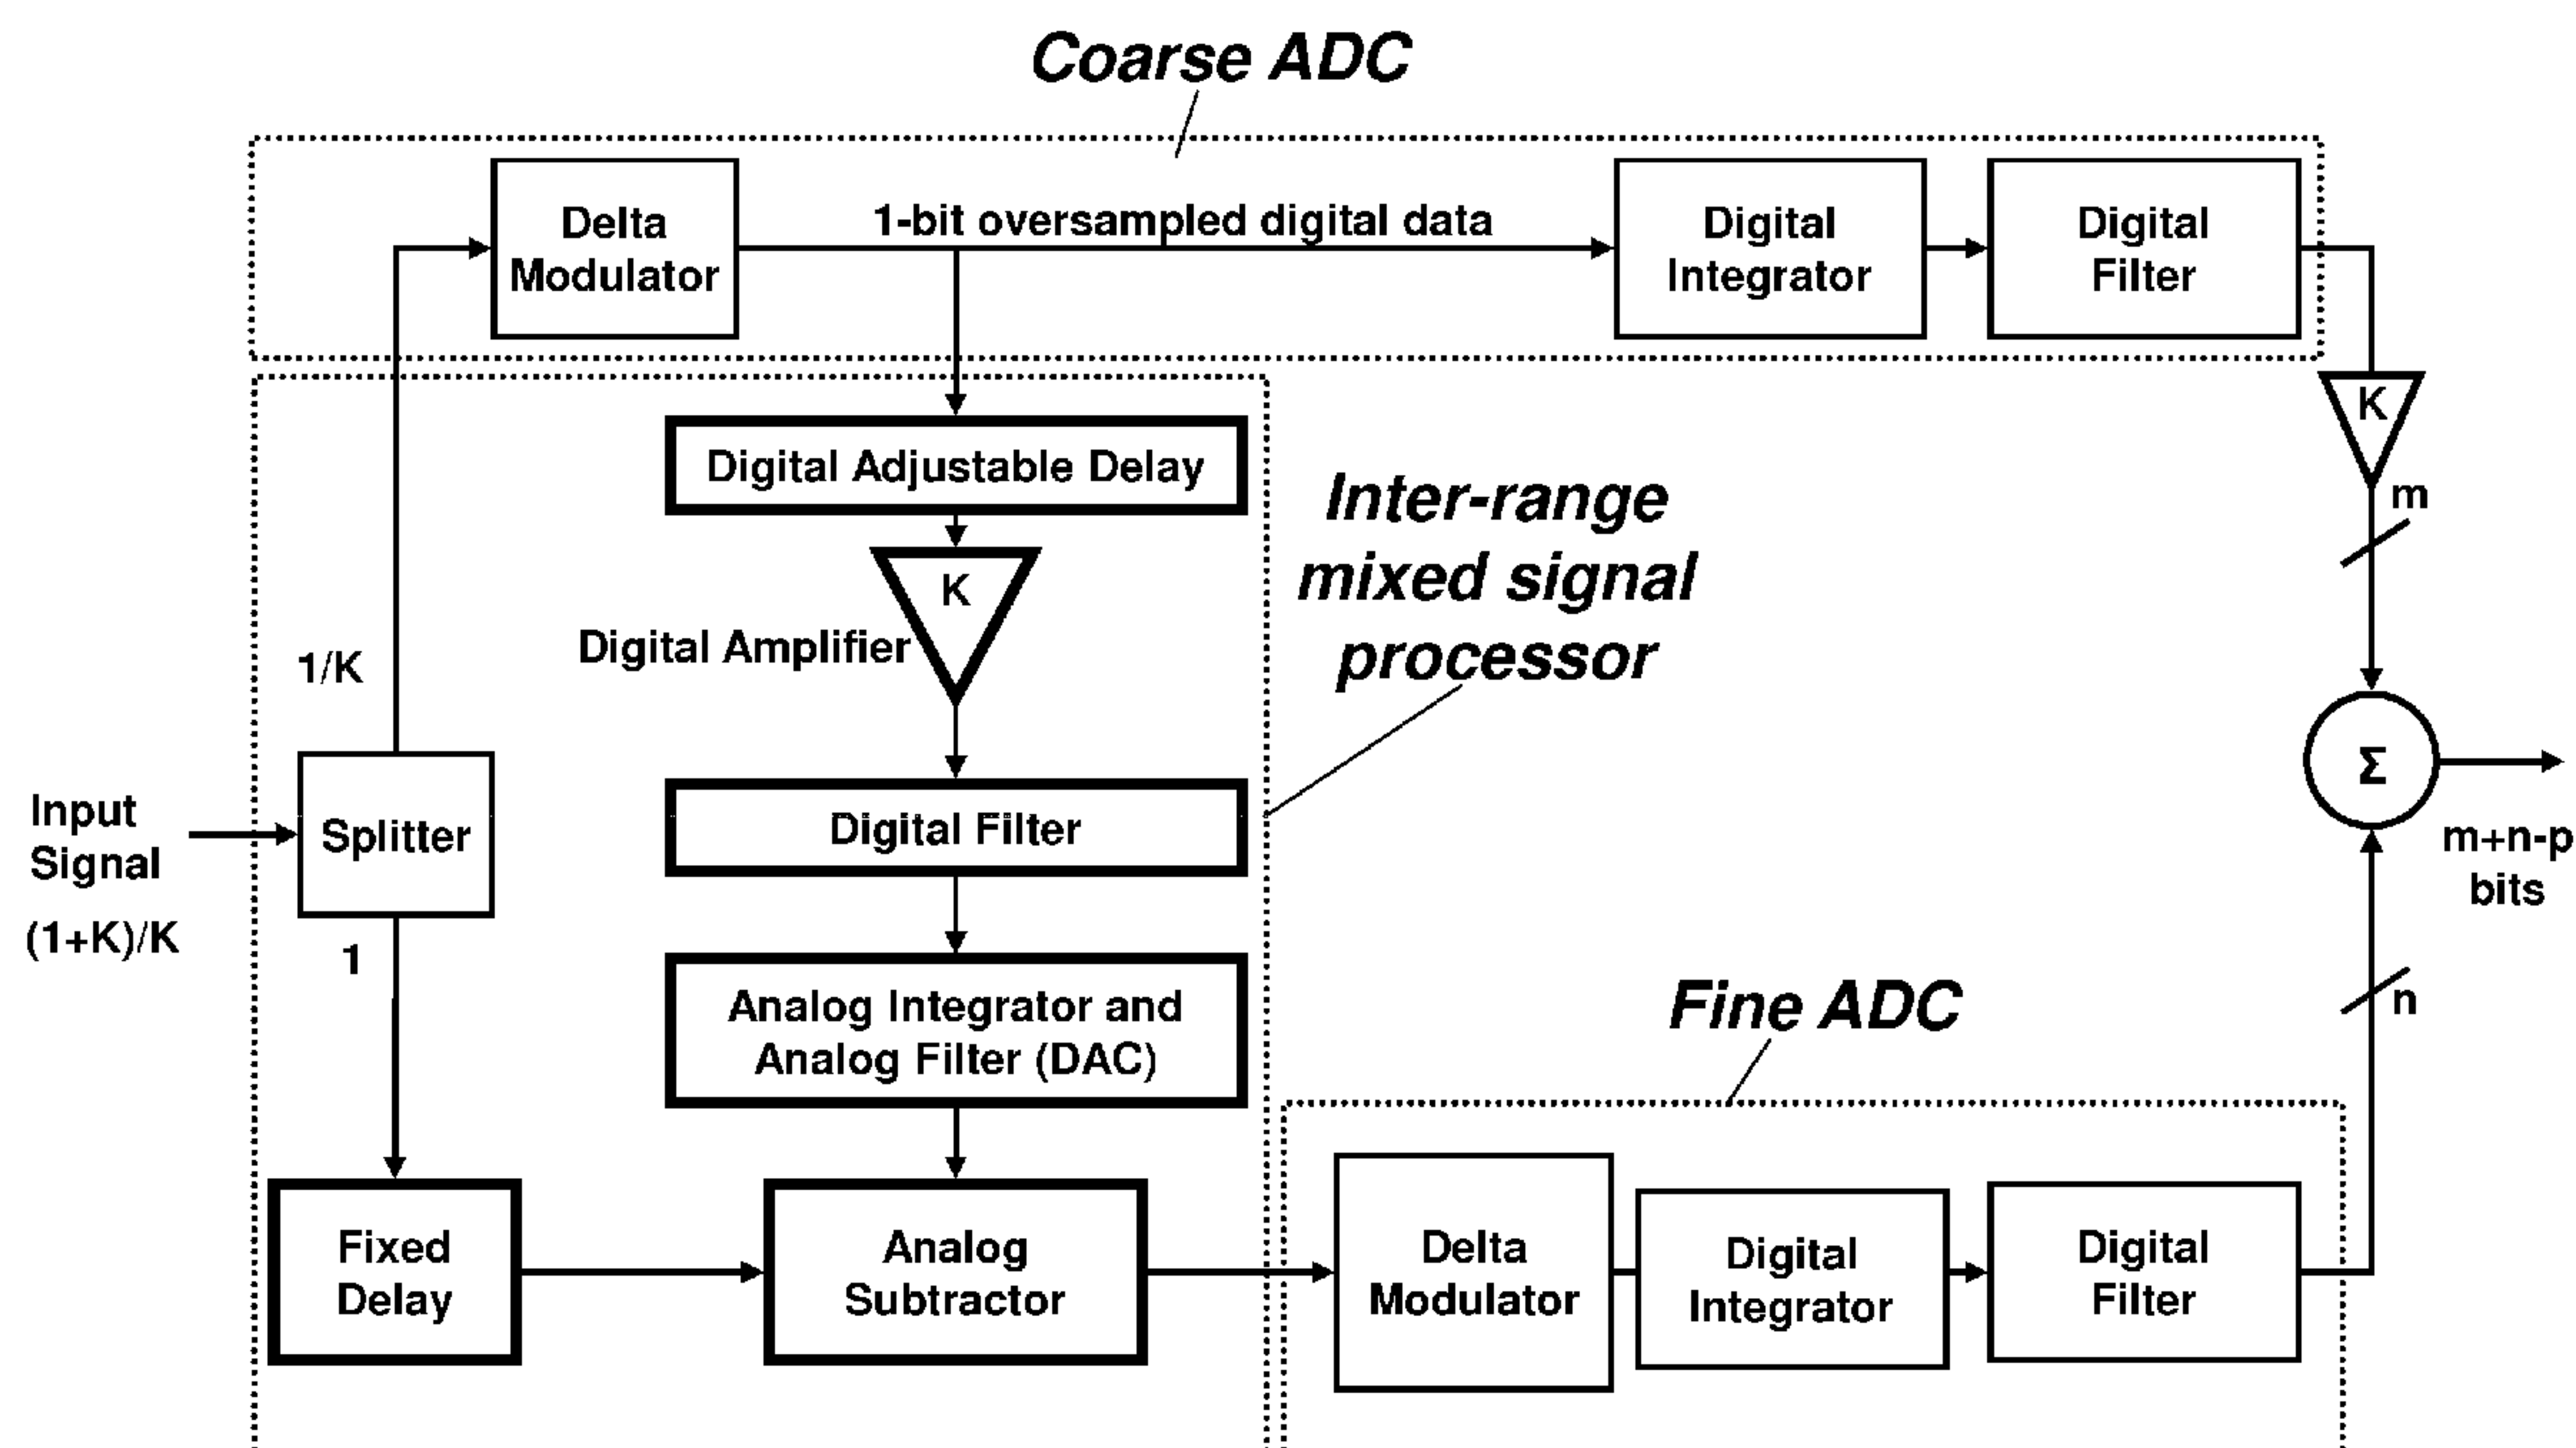 Coarse ADC
Delta
Modulator
1-bit oversampled digital data
Digital
Integrator
Digital
Filter
K
m
Digital Adjustable Delay
K
Digital Amplifier
Inter-range
mixed signal
processor
1/K
Input
Signal
(1+K)/K
Splitter
1
Digital Filter
Σ
m+n-p
bits
Analog Integrator and
Analog Filter (DAC)
Fine ADC
n
Fixed
Delay
Analog
Subtractor
Delta
Modulator
Digital
Integrator
Digital
Filter